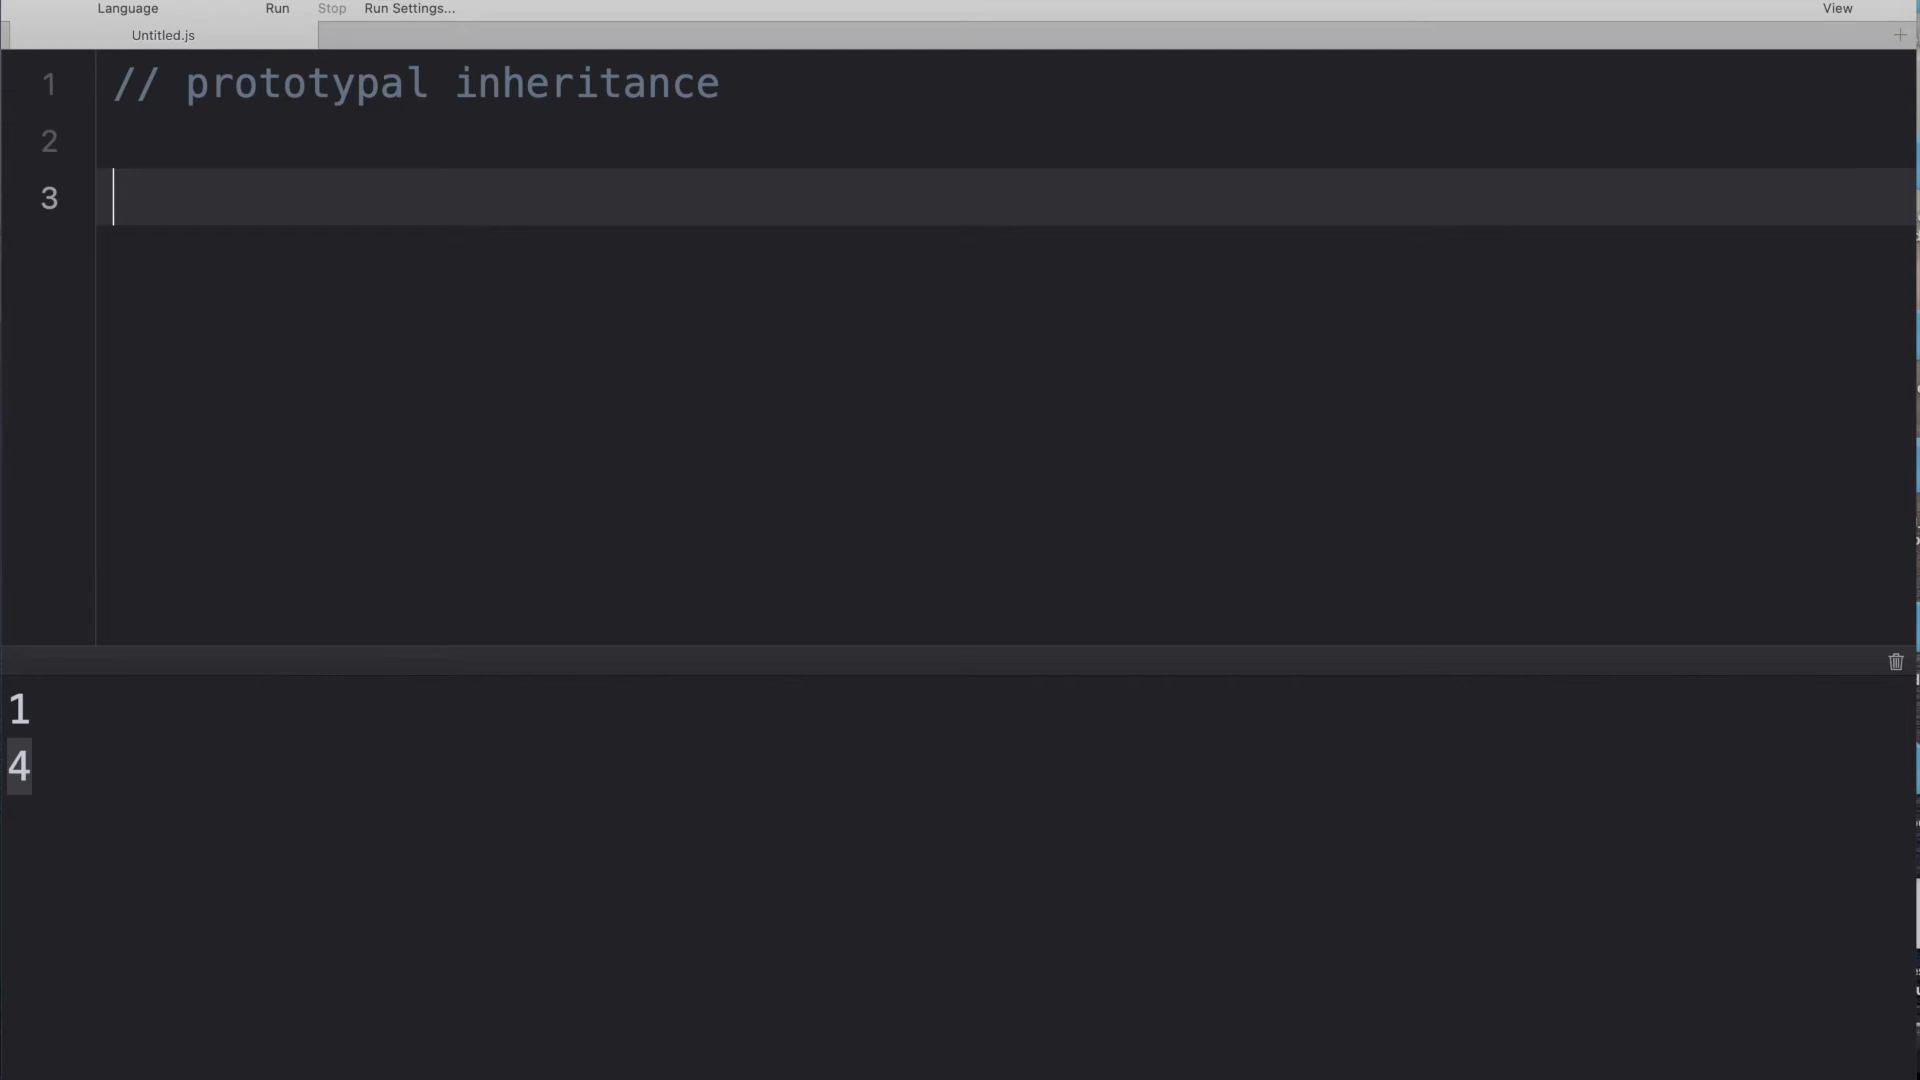 Language Run Stop Run Settings... View
Untitled.js +
1 // prototypal inheritance
2
3
1
4